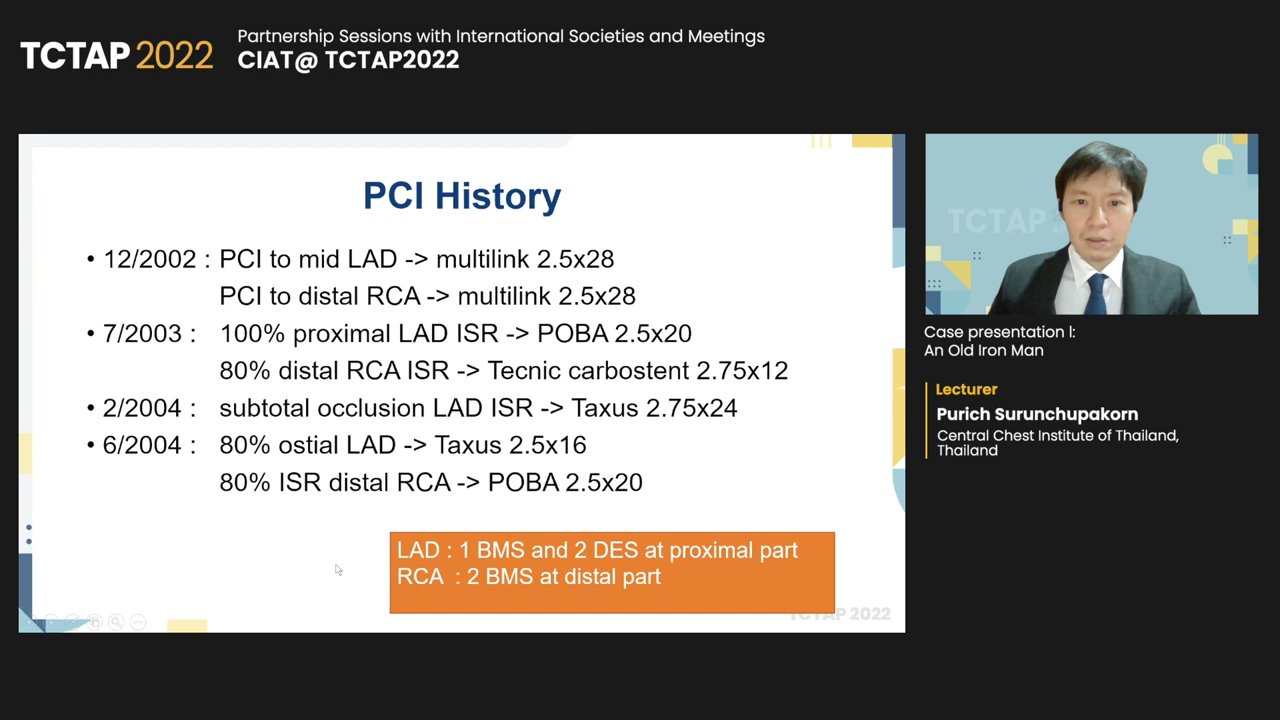 TCTAP 2022
Partnership Sessions with International Societies and Meetings
CIAT@ TCTAP2022
PCI History
• 12/2002 : PCI to mid LAD -> multilink 2.5x28
PCI to distal RCA -> multilink 2.5x28
• 7/2003 : 100% proximal LAD ISR -> POBA 2.5x20
80% distal RCA ISR -> Tecnic carbostent 2.75x12
• 2/2004 : subtotal occlusion LAD ISR -> Taxus 2.75x24
• 6/2004 : 80% ostial LAD -> Taxus 2.5x16
80% ISR distal RCA -> POBA 2.5x20
LAD : 1 BMS and 2 DES at proximal part
RCA : 2 BMS at distal part
TCTAP 2022
TCTAP
Case presentation I:
An Old Iron Man
Lecturer
Purich Surunchupakorn
Central Chest Institute of Thailand,
Thailand